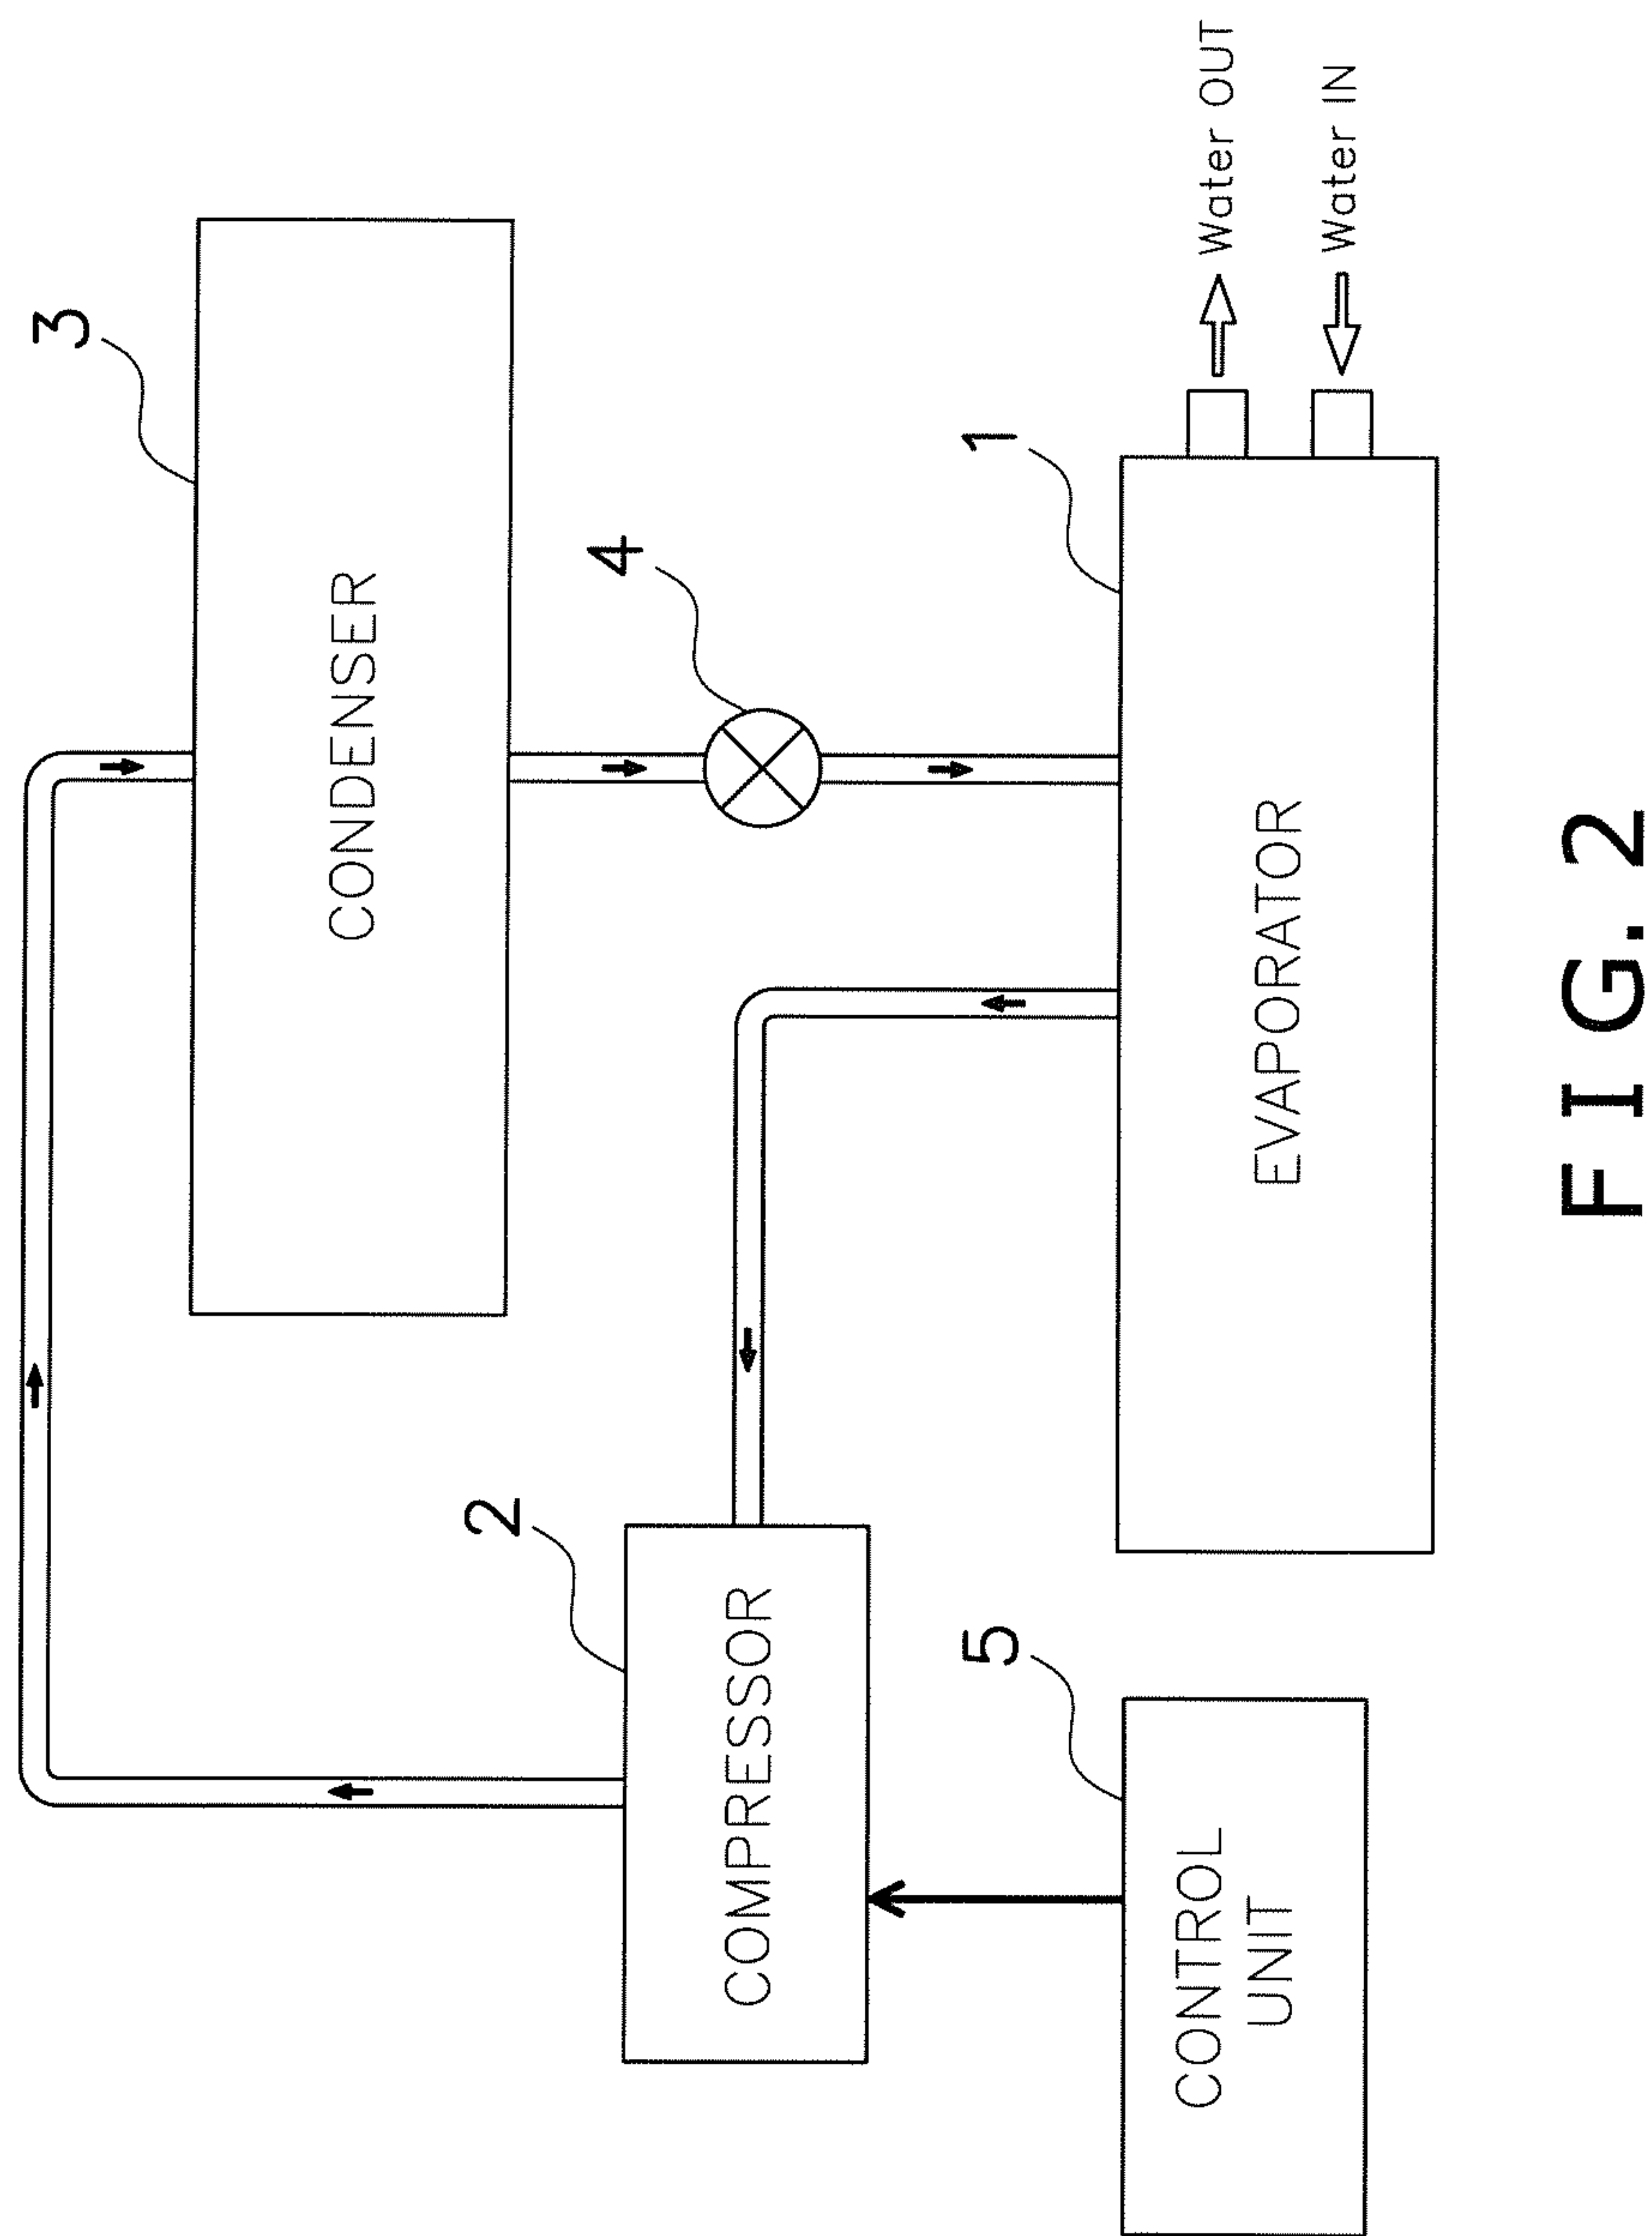 3
CONDENSER
4
2
COMPRESSOR
1
EVAPORATOR
Water OUT
Water IN
5
CONTROL
UNIT
FIG. 2